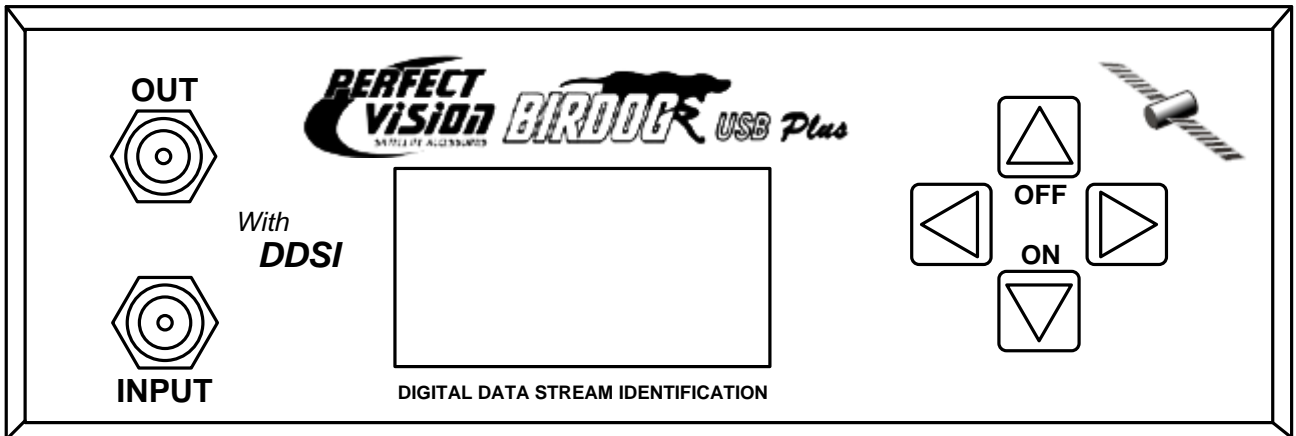 OUT
PERFECT
ViSiON
SATELLITE ACCESSORIES
BIRDOG USB Plus
With
DDSI
OFF
ON
INPUT
DIGITAL DATA STREAM IDENTIFICATION